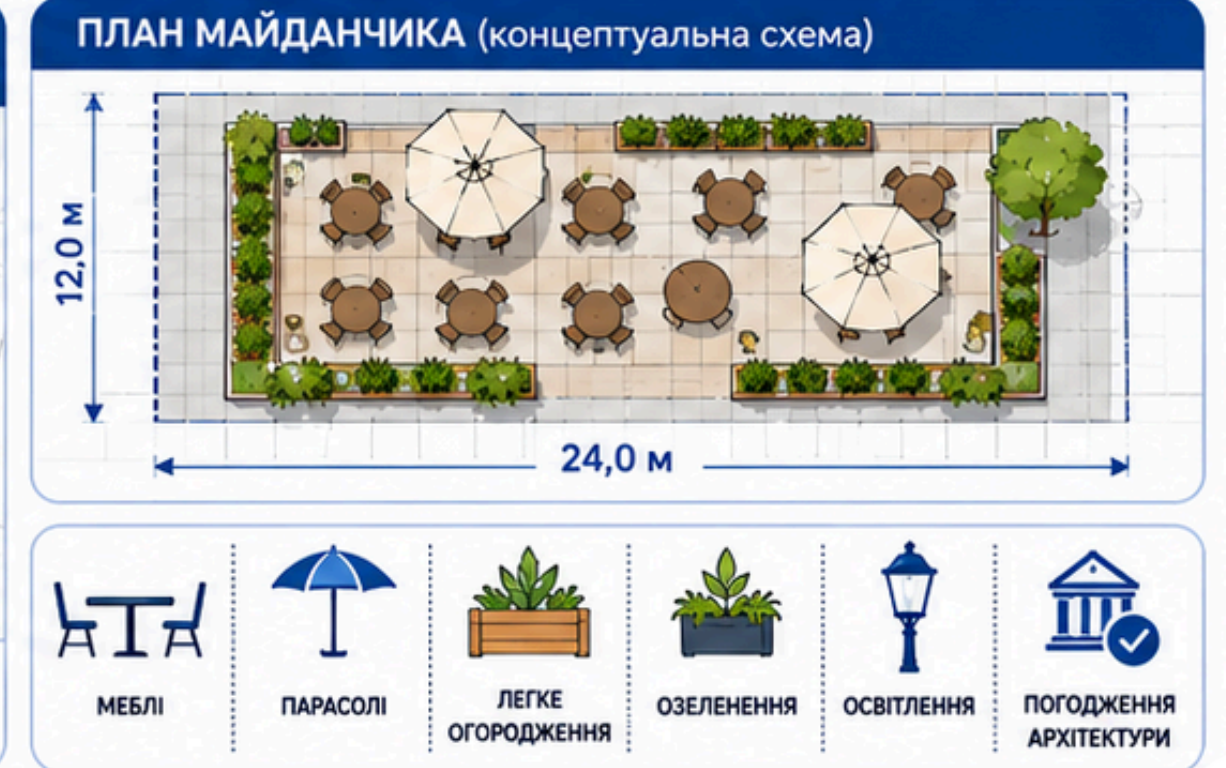 ПЛАН МАЙДАНЧИКА (концептуальна схема)
12,0 м
24,0 м
МЕБЛІ
ПАРАСОЛІ
ЛЕГКЕ
ОГОРОДЖЕННЯ
ОЗЕЛЕНЕННЯ
ОСВІТЛЕННЯ
ПОГОДЖЕННЯ
АРХІТЕКТУРИ